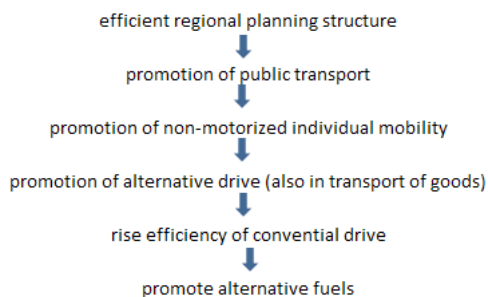 efficient regional planning structure
promotion of public transport
promotion of non-motorized individual mobility
promotion of alternative drive (also in transport of goods)
rise efficiency of convential drive
promote alternative fuels